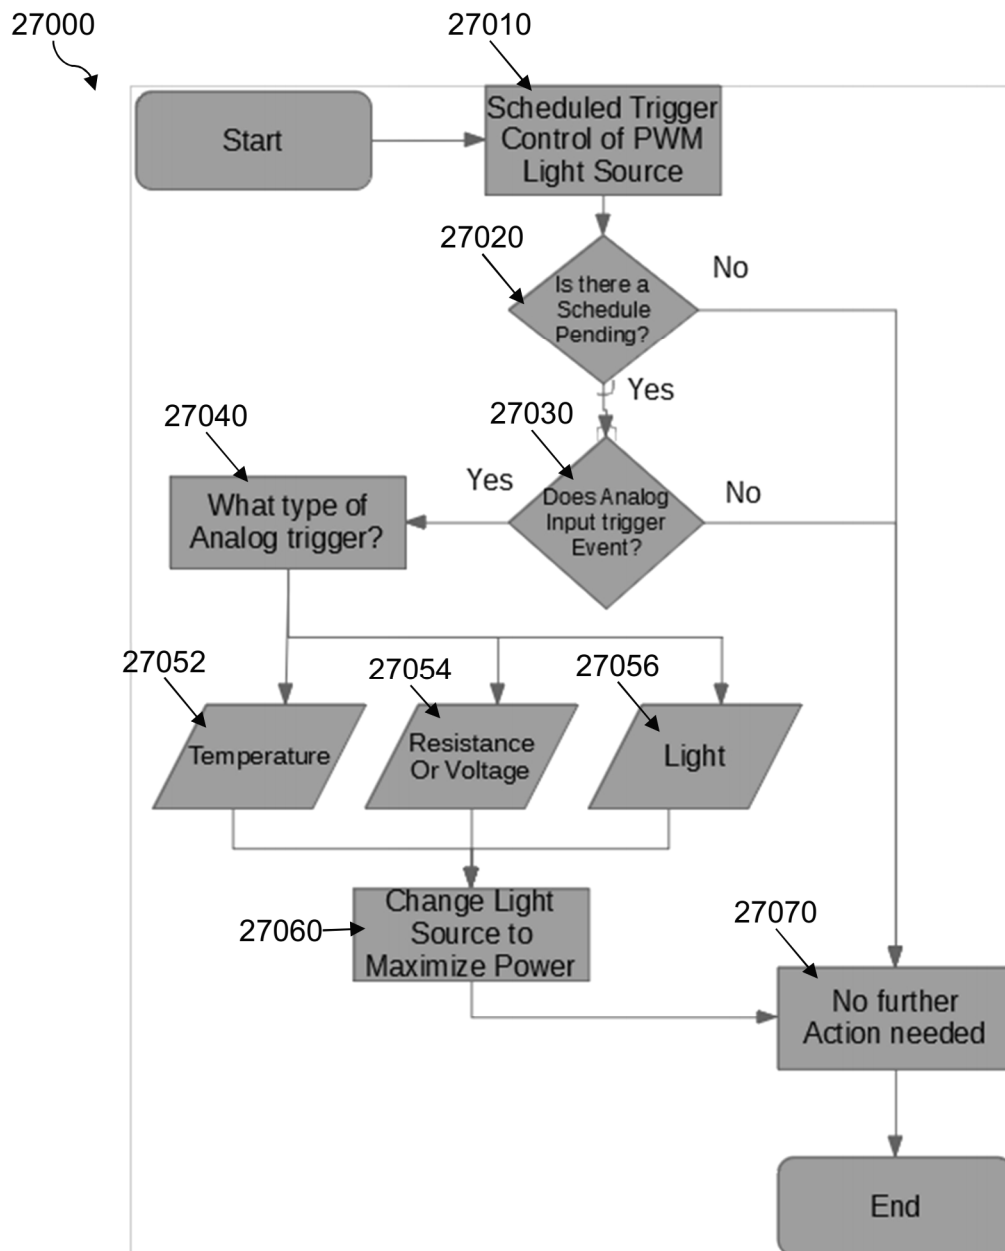 27000
27010
Start
Scheduled Trigger
Control of PWM
Light Source
27020
No
Is there a
Schedule
Pending?
Yes
27030
27040
Yes
No
What type of
Analog trigger?
Does Analog
Input trigger
Event?
27052
27054
27056
Temperature
Resistance
Or Voltage
Light
27060
Change Light
Source to
Maximize Power
27070
No further
Action needed
End